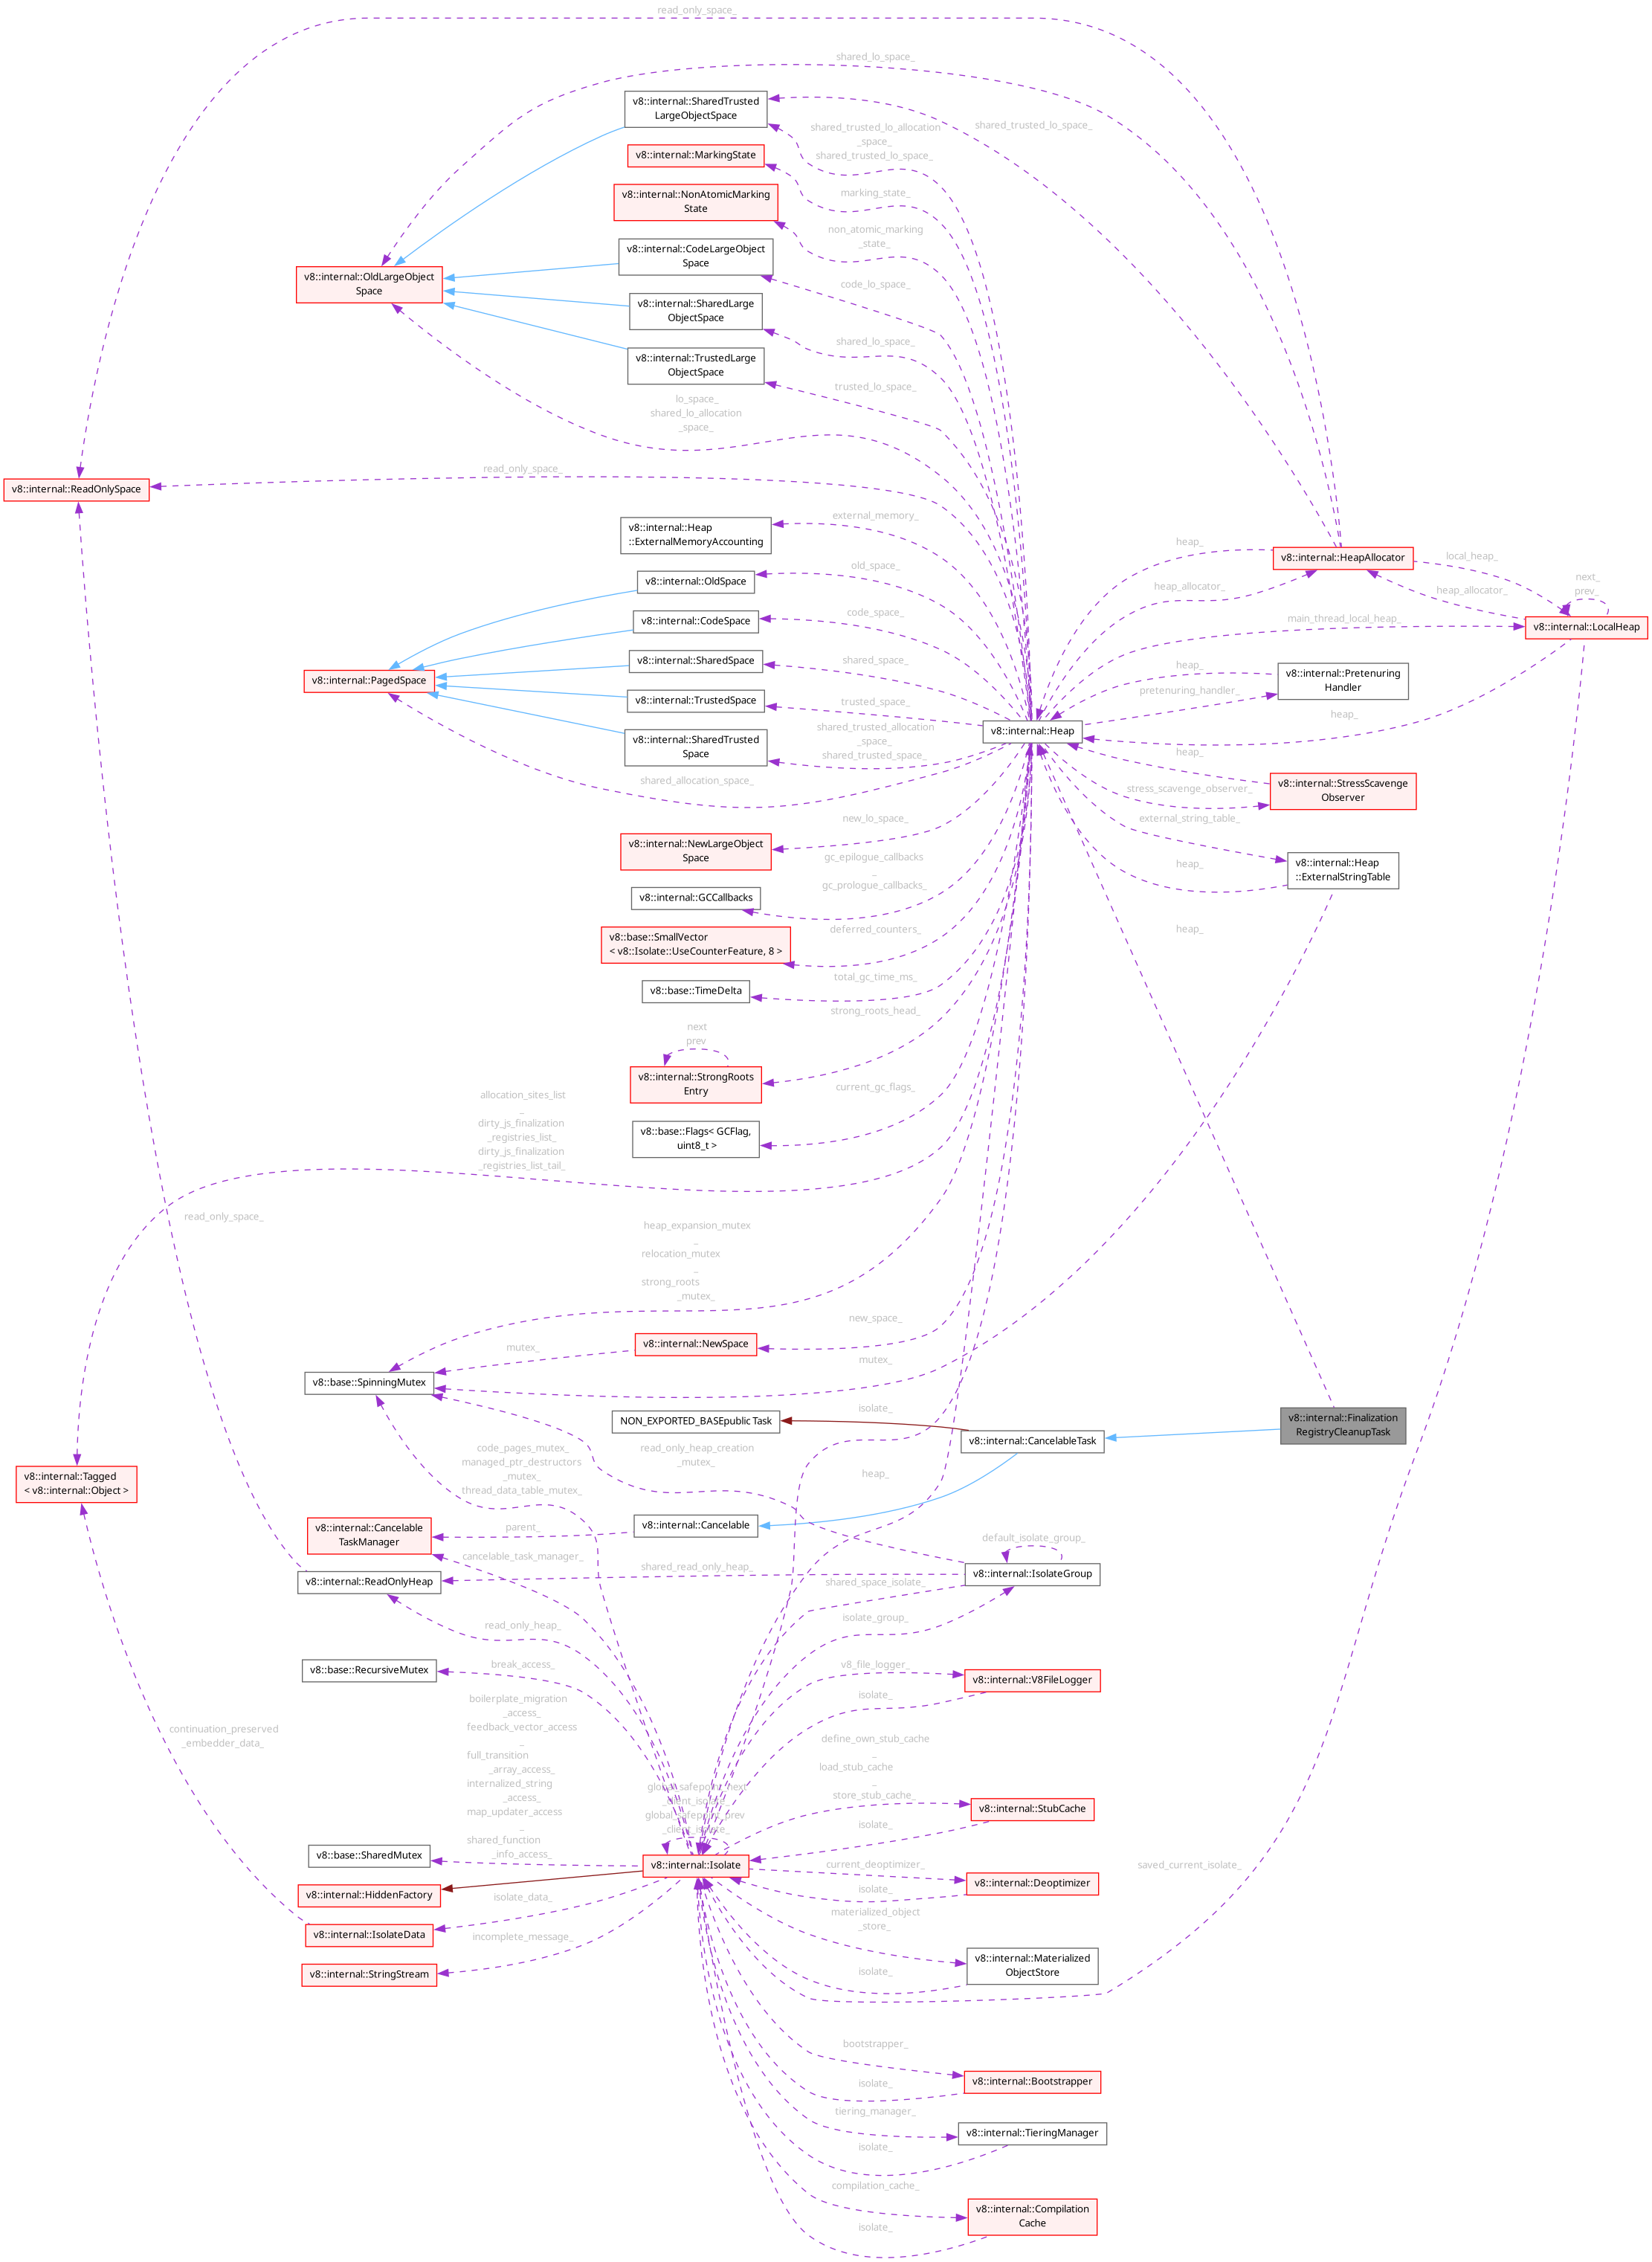 read_only_space_
shared_lo_space_
v8::internal::SharedTrusted
LargeObjectSpace
shared_trusted_lo_allocation
_space_
shared_trusted_lo_space_
shared_trusted_lo_space_
v8::internal::MarkingState
marking_state_
v8::internal::NonAtomicMarking
State
non_atomic_marking
_state_
v8::internal::CodeLargeObject
Space
v8::internal::OldLargeObject
Space
code_lo_space_
v8::internal::SharedLarge
ObjectSpace
shared_lo_space_
v8::internal::TrustedLarge
ObjectSpace
trusted_lo_space_
lo_space_
shared_lo_allocation
_space_
v8::internal::ReadOnlySpace
read_only_space_
v8::internal::Heap
::ExternalMemoryAccounting
external_memory_
heap_
v8::internal::HeapAllocator
local_heap_
next_
prev_
v8::internal::OldSpace
old_space_
heap_allocator_
heap_allocator_
v8::internal::CodeSpace
code_space_
main_thread_local_heap_
v8::internal::LocalHeap
v8::internal::SharedSpace
shared_space_
heap_
v8::internal::PagedSpace
v8::internal::Pretenuring
Handler
v8::internal::TrustedSpace
trusted_space_
pretenuring_handler_
heap_
v8::internal::SharedTrusted
Space
shared_trusted_allocation
_space_
shared_trusted_space_
v8::internal::Heap
heap_
shared_allocation_space_
stress_scavenge_observer_
v8::internal::StressScavenge
Observer
new_lo_space_
external_string_table_
v8::internal::NewLargeObject
Space
gc_epilogue_callbacks
_
gc_prologue_callbacks_
heap_
v8::internal::Heap
::ExternalStringTable
v8::internal::GCCallbacks
v8::base::SmallVector
< v8::Isolate::UseCounterFeature, 8 >
deferred_counters_
heap_
v8::base::TimeDelta
total_gc_time_ms_
strong_roots_head_
next
prev
v8::internal::StrongRoots
Entry
current_gc_flags_
v8::base::Flags< GCFlag,
uint8_t >
allocation_sites_list
_
dirty_js_finalization
_registries_list_
dirty_js_finalization
_registries_list_tail_
read_only_space_
heap_expansion_mutex
_
relocation_mutex
_
strong_roots
_mutex_
new_space_
v8::internal::NewSpace
mutex_
v8::base::SpinningMutex
mutex_
isolate_
NON_EXPORTED_BASEpublic Task
v8::internal::CancelableTask
v8::internal::Finalization
RegistryCleanupTask
code_pages_mutex_
managed_ptr_destructors
_mutex_
thread_data_table_mutex_
read_only_heap_creation
_mutex_
heap_
v8::internal::Tagged
< v8::internal::Object >
v8::internal::Cancelable
TaskManager
parent_
v8::internal::Cancelable
default_isolate_group_
cancelable_task_manager_
shared_read_only_heap_
v8::internal::IsolateGroup
v8::internal::ReadOnlyHeap
shared_space_isolate_
read_only_heap_
isolate_group_
v8::base::RecursiveMutex
break_access_
v8_file_logger_
v8::internal::V8FileLogger
isolate_
boilerplate_migration
_access_
feedback_vector_access
_
full_transition
_array_access_
internalized_string
_access_
map_updater_access
_
shared_function
_info_access_
continuation_preserved
_embedder_data_
define_own_stub_cache
_
load_stub_cache
_
store_stub_cache_
global_safepoint_next
_client_isolate_
global_safepoint_prev
_client_isolate_
v8::internal::StubCache
isolate_
v8::base::SharedMutex
v8::internal::Isolate
current_deoptimizer_
v8::internal::Deoptimizer
isolate_
saved_current_isolate_
v8::internal::HiddenFactory
isolate_data_
v8::internal::IsolateData
incomplete_message_
v8::internal::StringStream
materialized_object
_store_
v8::internal::Materialized
ObjectStore
isolate_
bootstrapper_
v8::internal::Bootstrapper
isolate_
tiering_manager_
v8::internal::TieringManager
isolate_
compilation_cache_
v8::internal::Compilation
Cache
isolate_